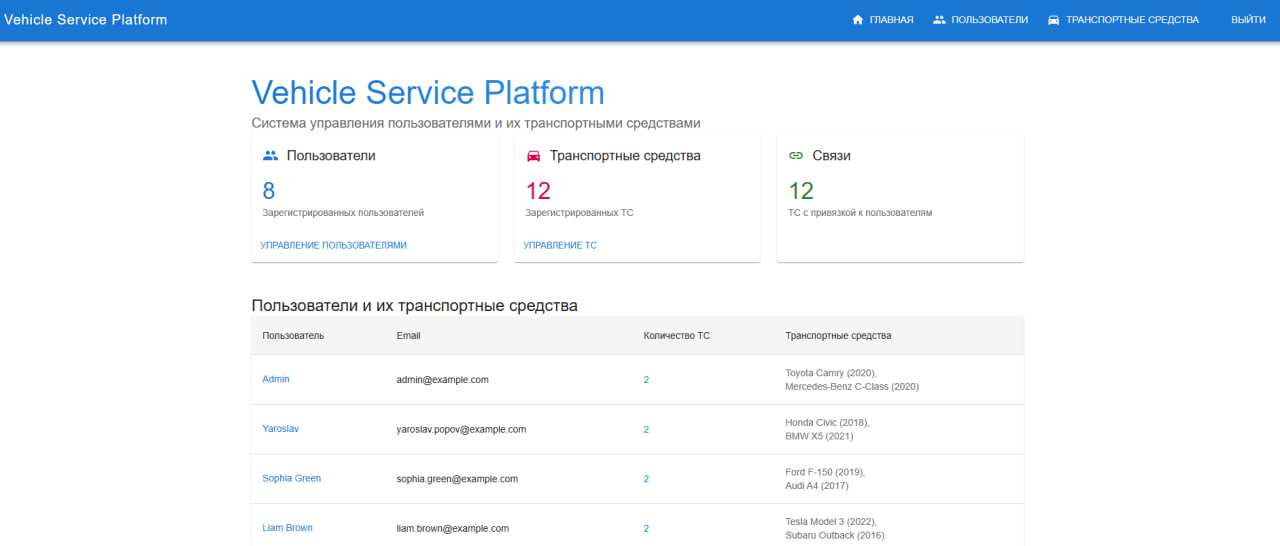 Vehicle Service Platform ГЛАВНАЯ ПОЛЬЗОВАТЕЛИ ТРАНСПОРТНЫЕ СРЕДСТВА ВЫЙТИ
Vehicle Service Platform
Система управления пользователями и их транспортными средствами
Пользователи
8
Зарегистрированных пользователей
УПРАВЛЕНИЕ ПОЛЬЗОВАТЕЛЯМИ
Транспортные средства
12
Зарегистрированных ТС
УПРАВЛЕНИЕ ТС
Связи
12
ТС с привязкой к пользователям
Пользователи и их транспортные средства
Пользователь Email Количество ТС Транспортные средства
Admin admin@example.com 2 Toyota Camry (2020),
Mercedes-Benz C-Class (2020)
Yaroslav yaroslav.popov@example.com 2 Honda Civic (2018),
BMW X5 (2021)
Sophia Green sophia.green@example.com 2 Ford F-150 (2019),
Audi A4 (2017)
Liam Brown liam.brown@example.com 2 Tesla Model 3 (2022),
Subaru Outback (2016)